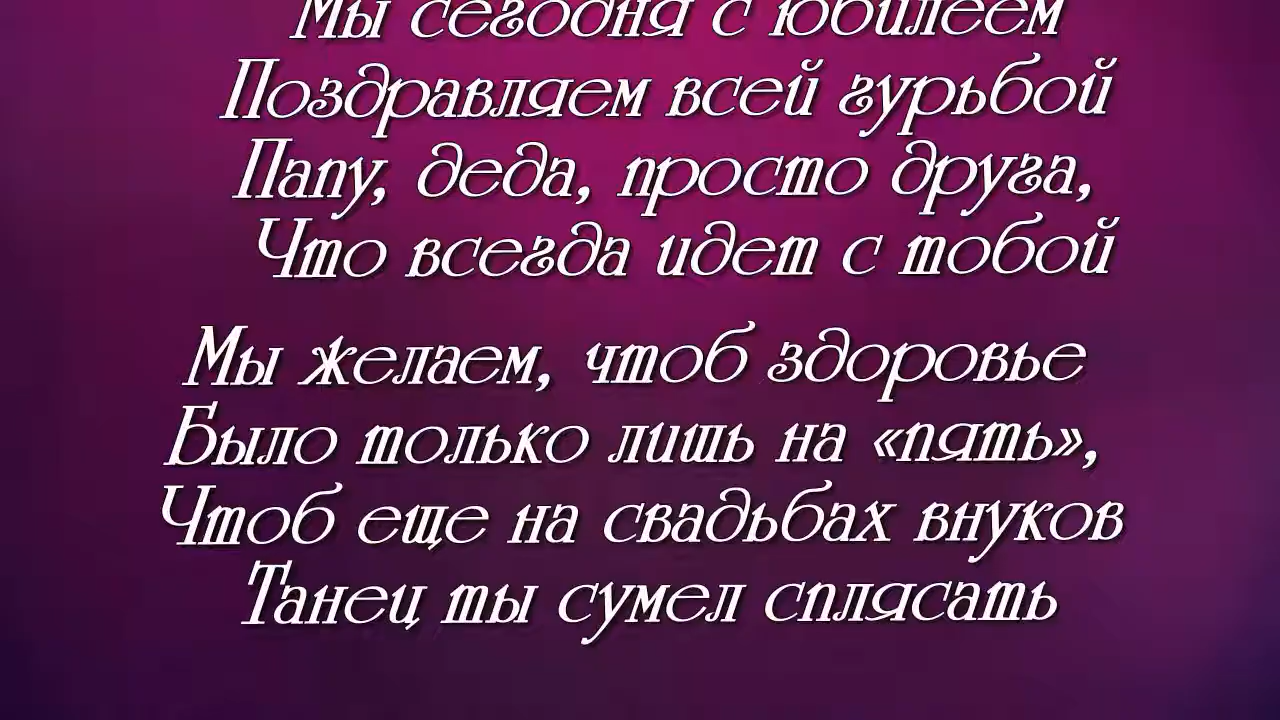 Мы сегодня с юбилеем
Поздравляем всей гурьбой
Папу, деда, просто друга,
Что всегда идет с тобой
Мы желаем, чтоб здоровье
Было только лишь на «пять»,
Чтоб еще на свадьбах внуков
Танец ты сумел сплясать